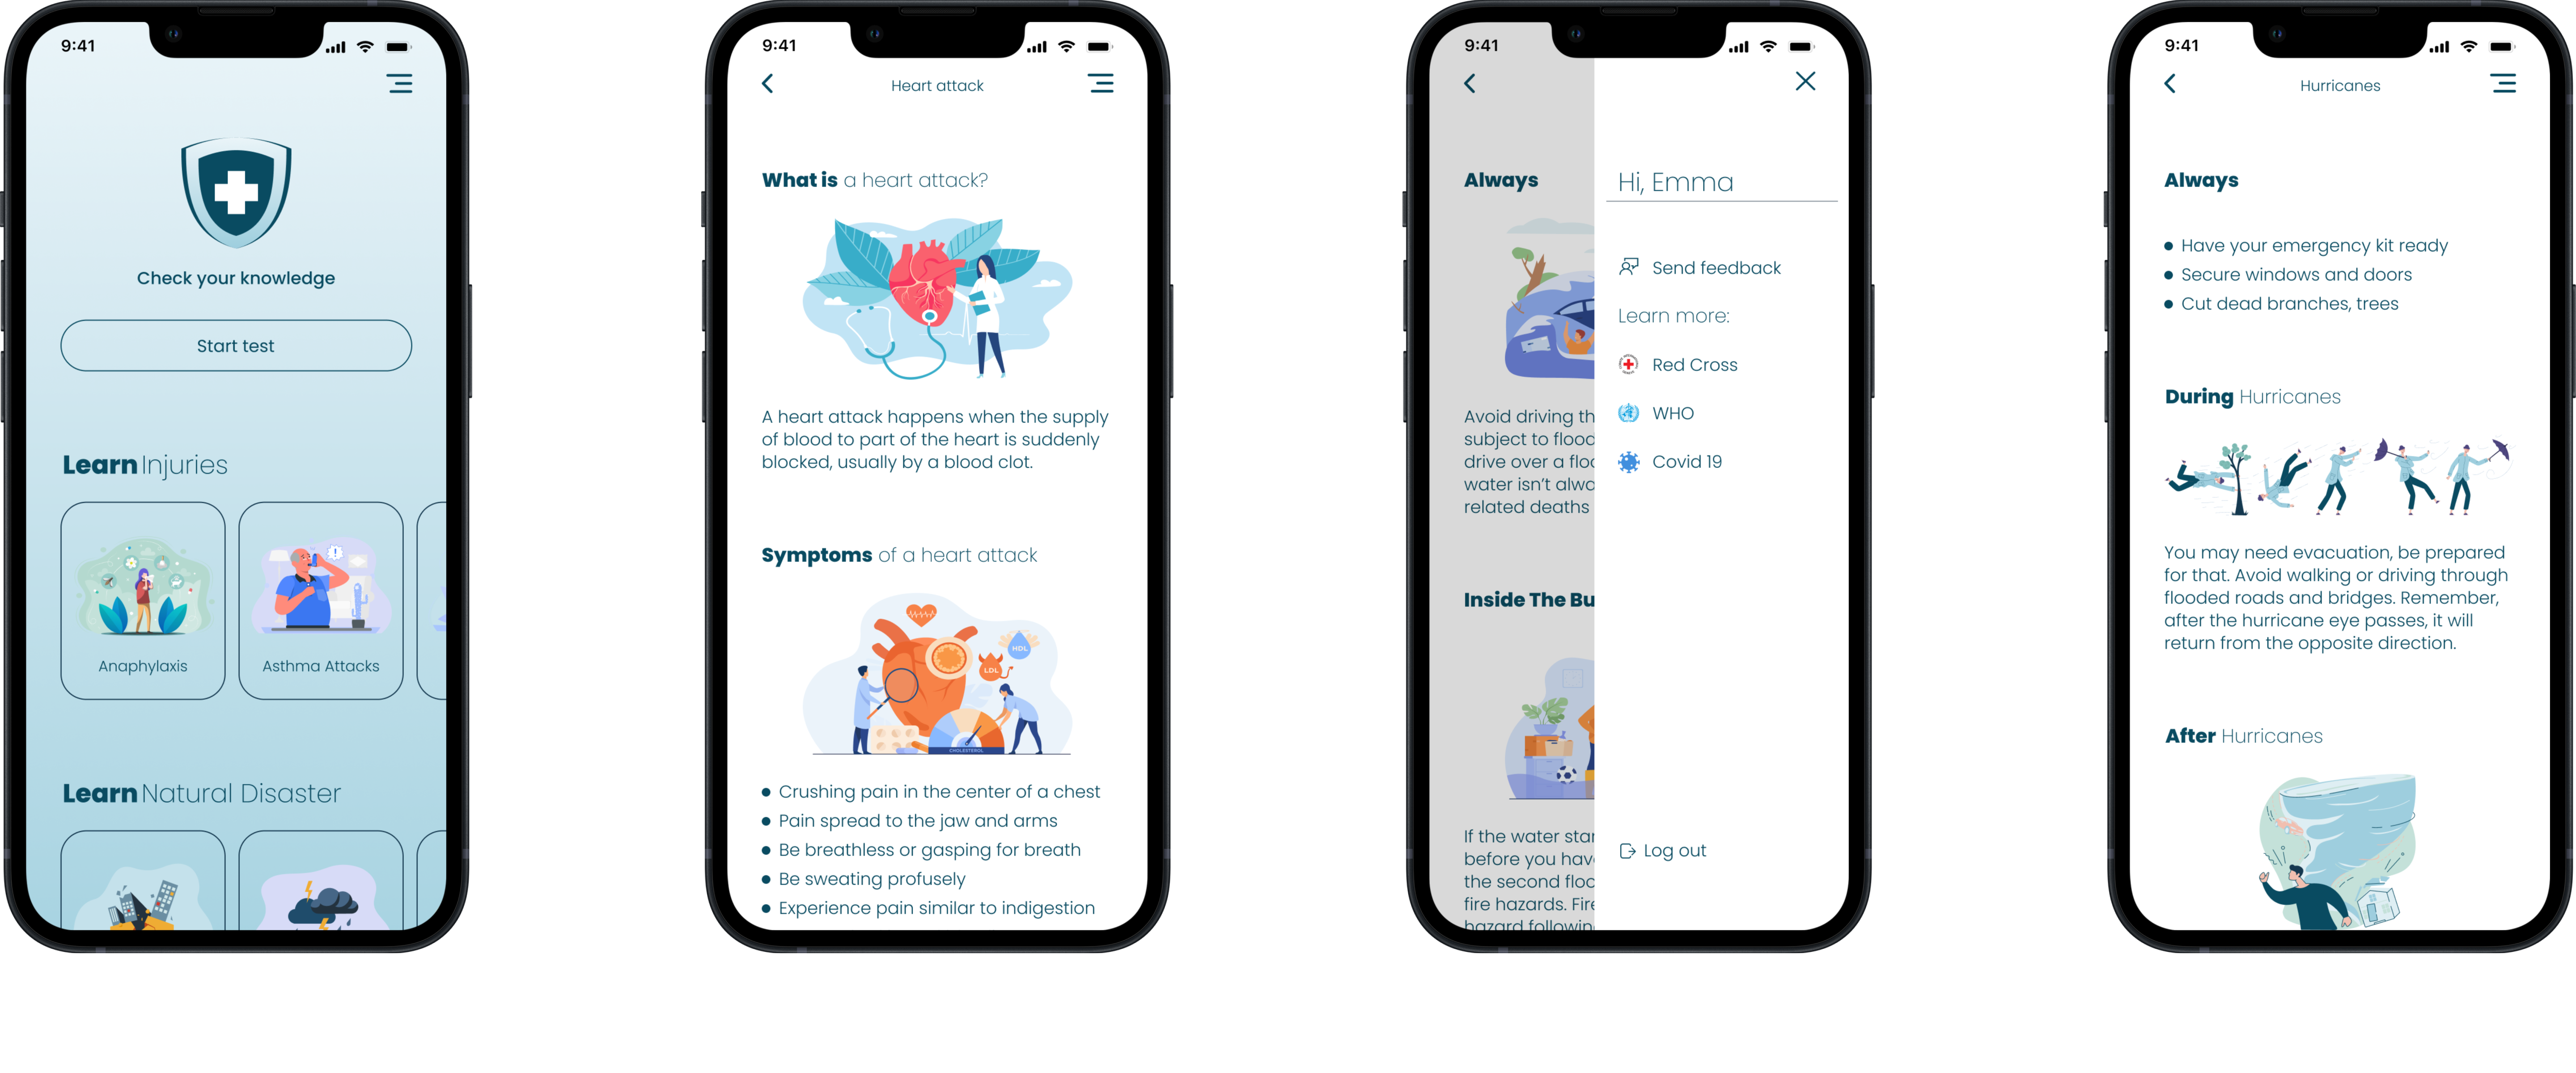 9:41
Check your knowledge
Start test
Learn Injuries
Anaphylaxis
Asthma Attacks
Learn Natural Disaster
9:41
Heart attack
What is a heart attack?
A heart attack happens when the supply
of blood to part of the heart is suddenly
blocked, usually by a blood clot.
Symptoms of a heart attack
HDL
LDL
CHOLESTEROL
Crushing pain in the center of a chest
Pain spread to the jaw and arms
Be breathless or gasping for breath
Be sweating profusely
Experience pain similar to indigestion
9:41
Always
Avoid driving th
subject to flood
drive over a floo
water isn't alwa
related deaths
Inside The Bu
If the water star
before you have
the second floo
fire hazards. Fire
hazard followin
Hi, Emma
Send feedback
Learn more:
Red Cross
WHO
Covid 19
Log out
9:41
Hurricanes
Always
Have your emergency kit ready
Secure windows and doors
Cut dead branches, trees
During Hurricanes
You may need evacuation, be prepared
for that. Avoid walking or driving through
flooded roads and bridges. Remember,
after the hurricane eye passes, it will
return from the opposite direction.
After Hurricanes